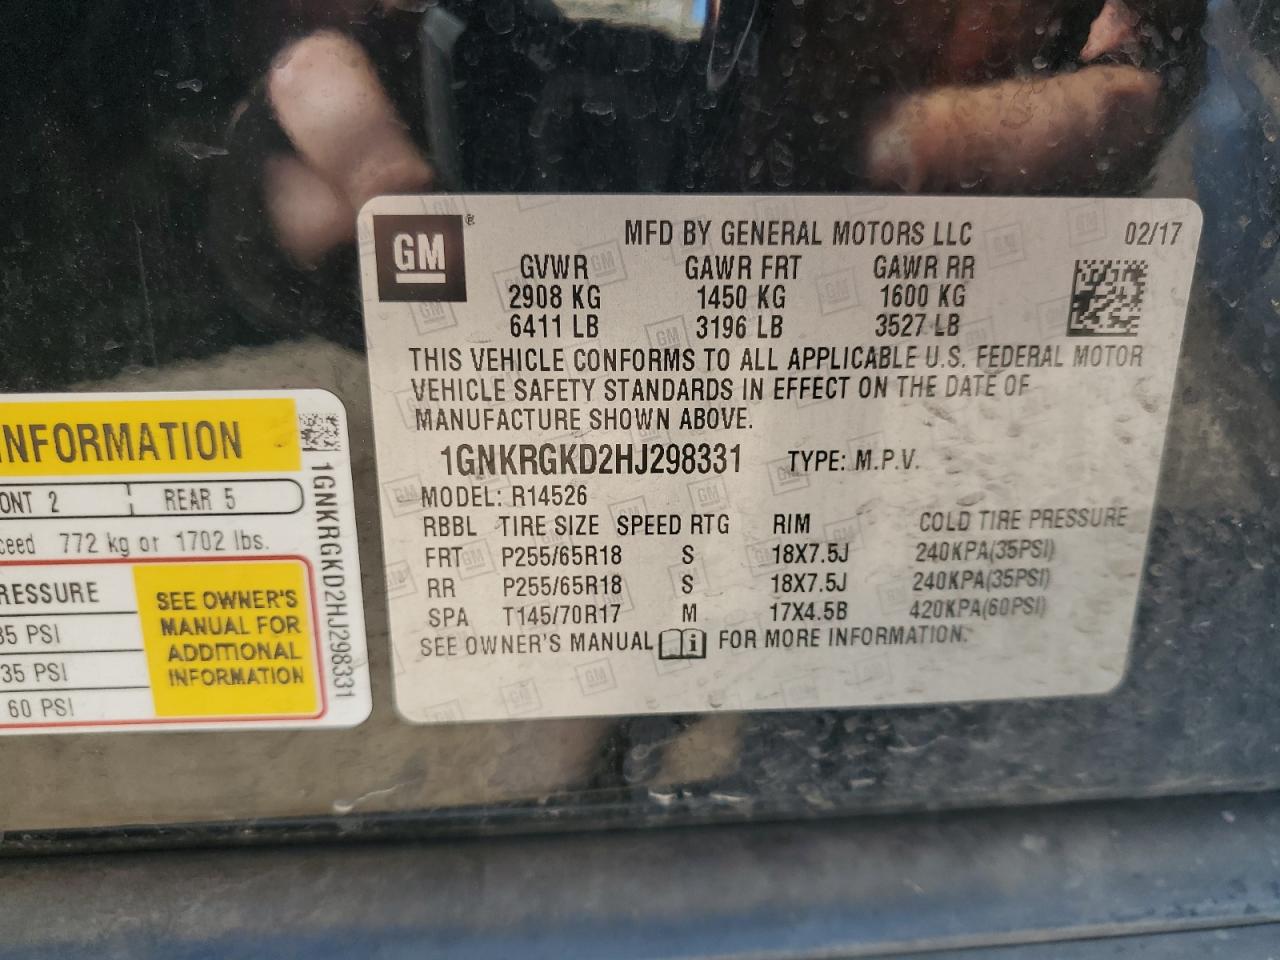 GM®
MFD BY GENERAL MOTORS LLC 02/17
GVWR GAWR FRT GAWR RR
2908 KG 1450 KG 1600 KG
6411 LB 3196 LB 3527 LB
THIS VEHICLE CONFORMS TO ALL APPLICABLE U.S. FEDERAL MOTOR
VEHICLE SAFETY STANDARDS IN EFFECT ON THE DATE OF
MANUFACTURE SHOWN ABOVE.
1GNKRGKD2HJ298331 TYPE: M.P.V.
MODEL: R14526
RBBL TIRE SIZE SPEED RTG RIM COLD TIRE PRESSURE
FRT P255/65R18 S 18X7.5J 240KPA(35PSI)
RR P255/65R18 S 18X7.5J 240KPA(35PSI)
SPA T145/70R17 M 17X4.5B 420KPA(60PSI)
SEE OWNER'S MANUAL i FOR MORE INFORMATION.
INFORMATION
ONT 2 REAR 5
ceed 772 kg or 1702 lbs.
RESSURE
35 PSI
35 PSI
60 PSI
SEE OWNER'S
MANUAL FOR
ADDITIONAL
INFORMATION
1GNKRGKD2HJ298331